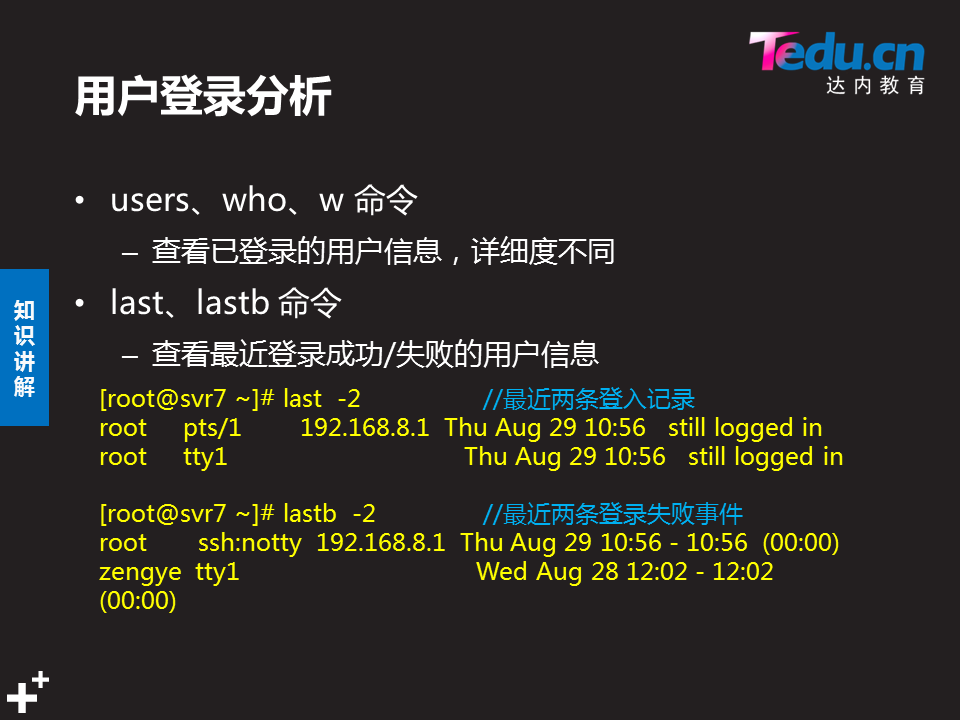 Tedu.cn
达内教育
用户登录分析
• users、who、w 命令
– 查看已登录的用户信息，详细度不同
• last、lastb 命令
– 查看最近登录成功/失败的用户信息
知识讲解
[root@svr7 ~]# last -2 //最近两条登入记录
root pts/1 192.168.8.1 Thu Aug 29 10:56 still logged in
root tty1 Thu Aug 29 10:56 still logged in
[root@svr7 ~]# lastb -2 //最近两条登录失败事件
root ssh:notty 192.168.8.1 Thu Aug 29 10:56 - 10:56 (00:00)
zengye tty1 Wed Aug 28 12:02 - 12:02
(00:00)